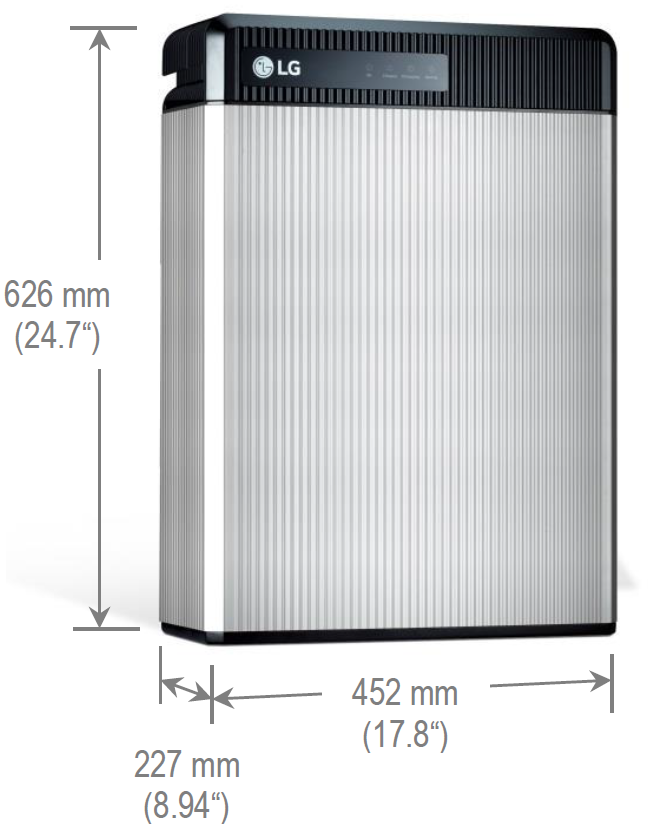 LG
626 mm
(24.7“)
452 mm
(17.8“)
227 mm
(8.94“)